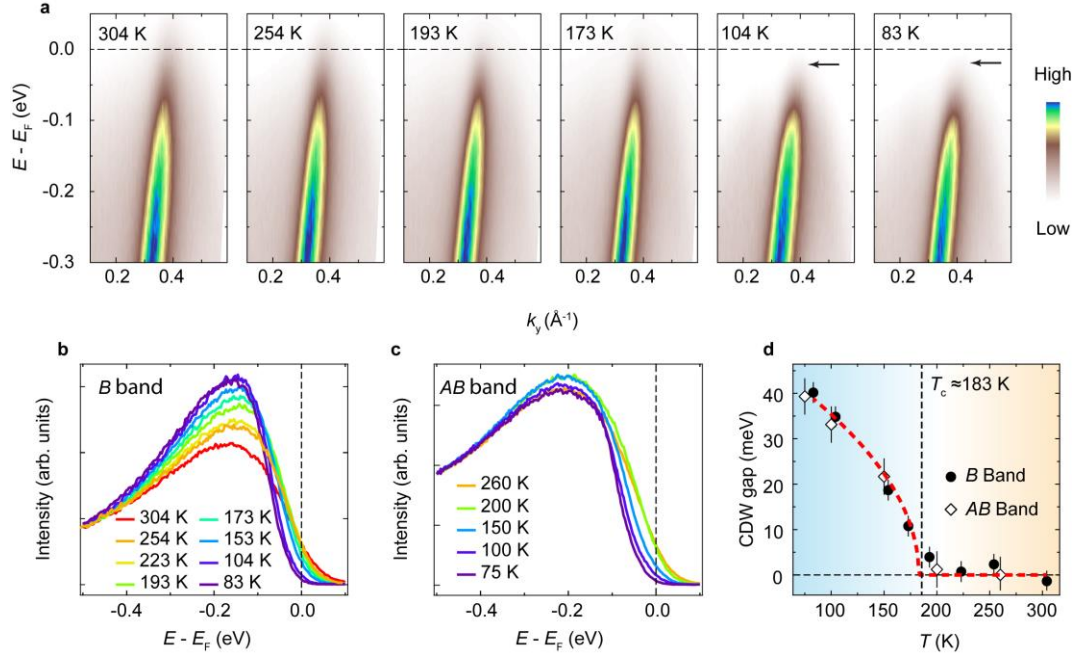 a
304 K
254 K
193 K
173 K
104 K
83 K
0.0
-0.1
-0.2
-0.3
E - E_F (eV)
0.2 0.4
0.2 0.4
0.2 0.4
0.2 0.4
0.2 0.4
0.2 0.4
k_y (Å⁻¹)
High
Low
b
B band
Intensity (arb. units)
304 K 173 K
254 K 153 K
223 K 104 K
193 K 83 K
-0.4 -0.2 0.0
E - E_F (eV)
c
AB band
Intensity (arb. units)
260 K
200 K
150 K
100 K
75 K
-0.4 -0.2 0.0
E - E_F (eV)
d
T_c ≈183 K
CDW gap (meV)
40
30
20
10
0
B Band
AB Band
100 150 200 250 300
T (K)